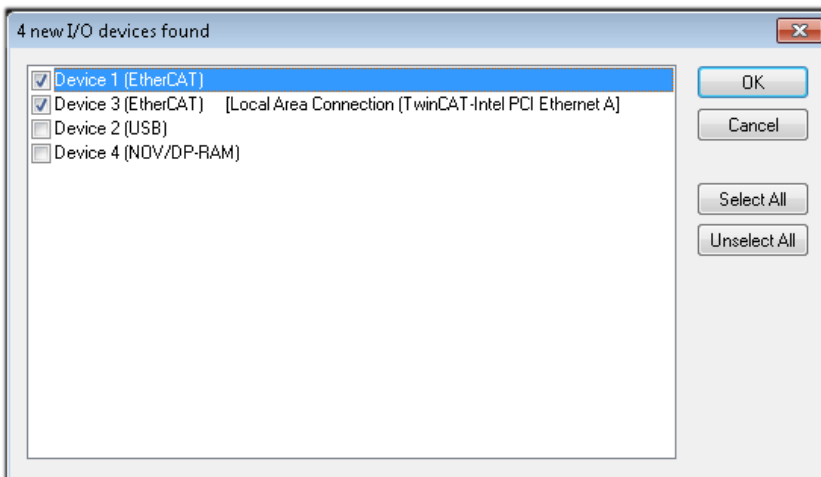 4 new I/O devices found
Device 1 (EtherCAT)
Device 3 (EtherCAT) [Local Area Connection (TwinCAT-Intel PCI Ethernet A]
Device 2 (USB)
Device 4 (NOV/DP-RAM)
OK
Cancel
Select All
Unselect All